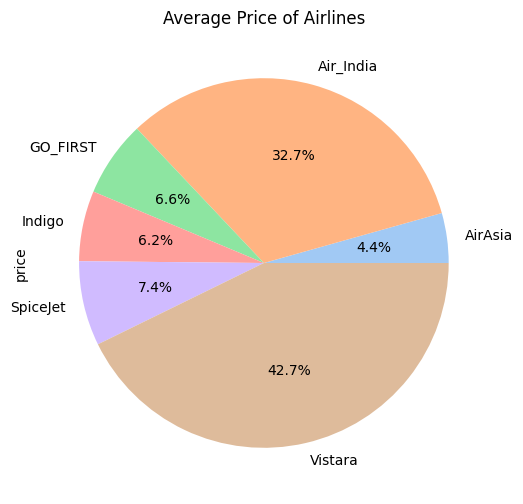 Average Price of Airlines
Air_India
32.7%
GO_FIRST
6.6%
Indigo
6.2%
AirAsia
4.4%
price
SpiceJet
7.4%
42.7%
Vistara